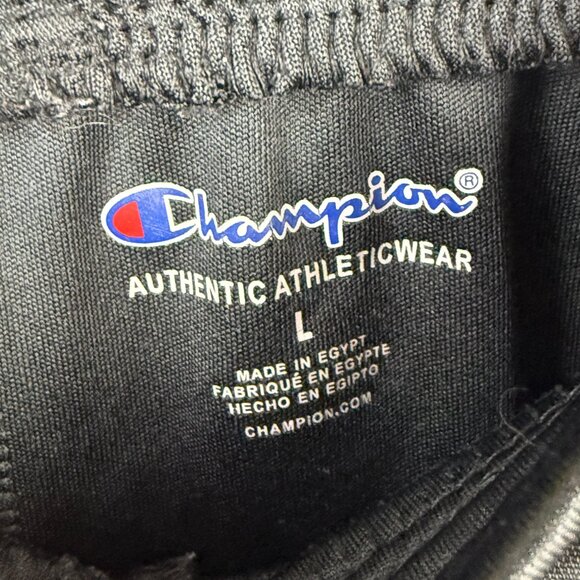 Champion®
AUTHENTIC ATHLETICWEAR
L
MADE IN EGYPT
FABRIQUÉ EN EGYPTE
HECHO EN EGIPTO
CHAMPION.COM